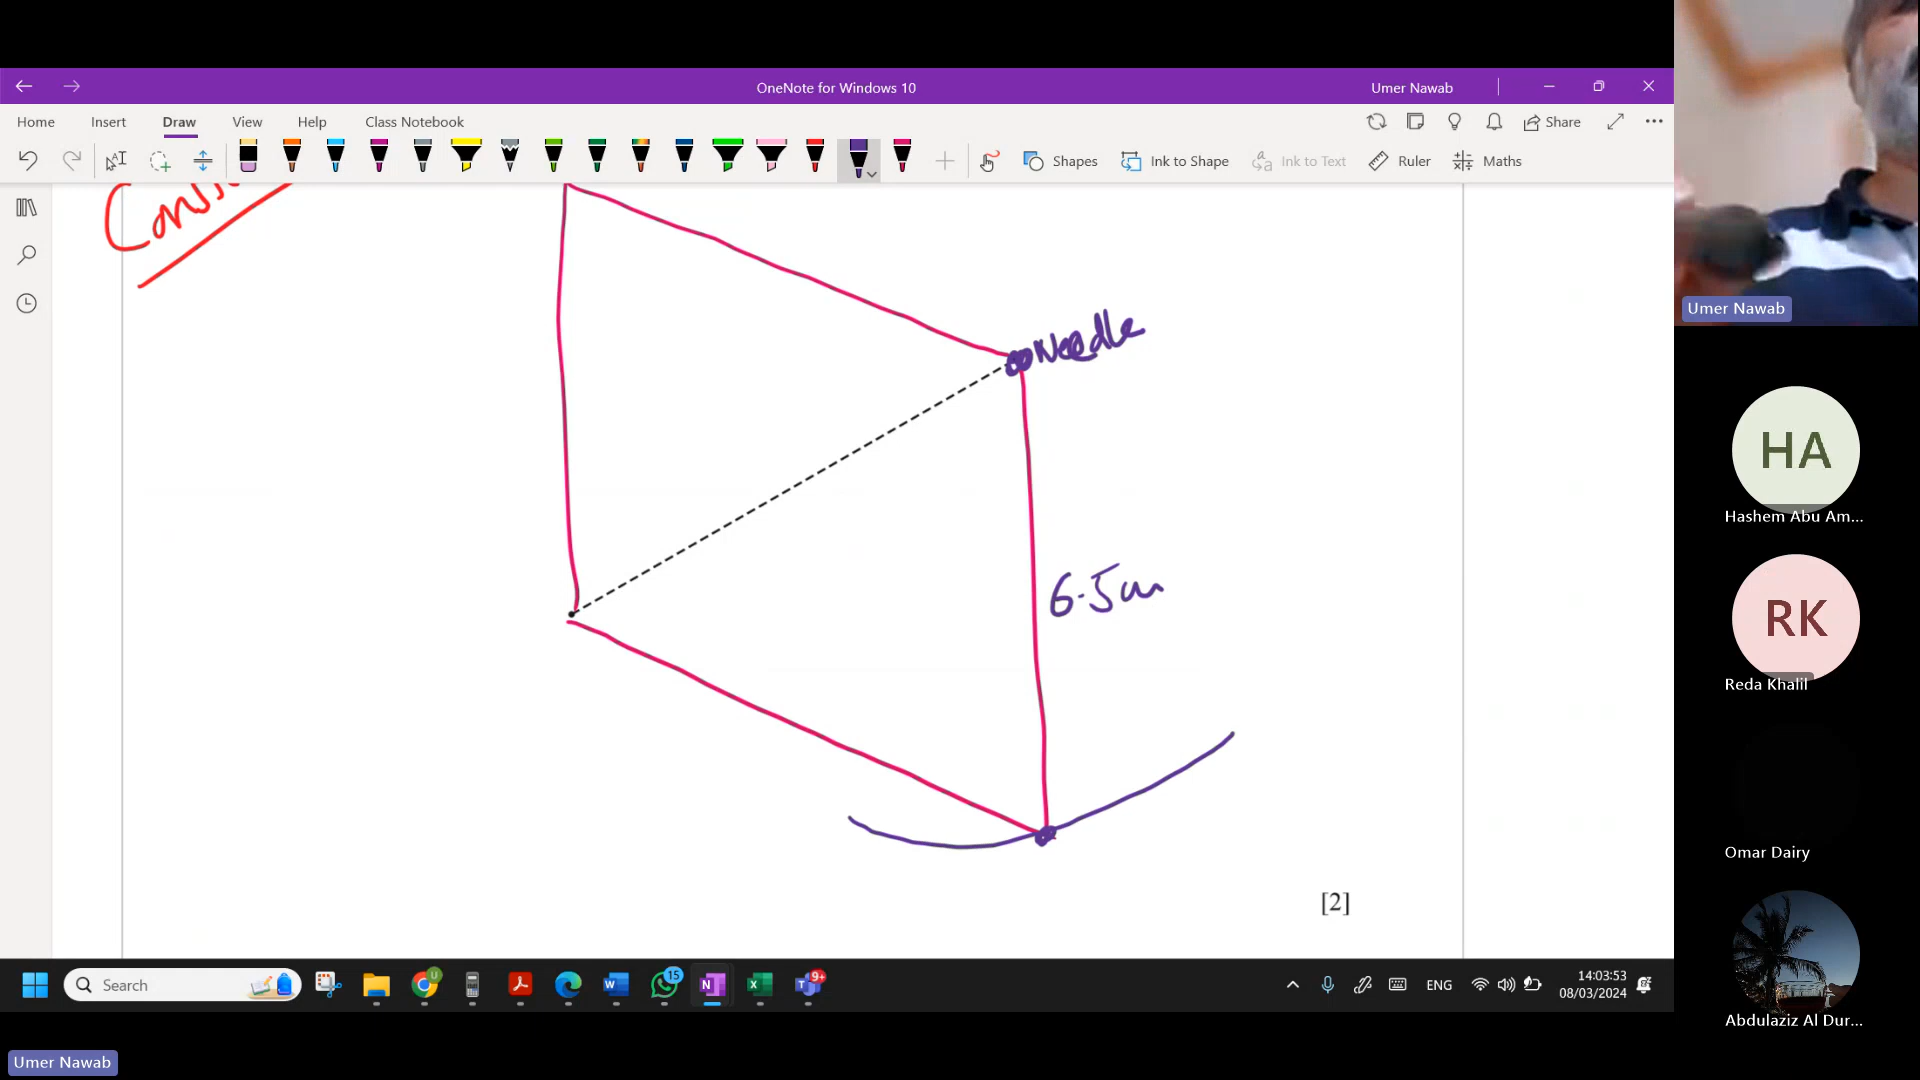 OneNote for Windows 10
Umer Nawab
Home
Insert
Draw
View
Help
Class Notebook
Share
Shapes
Ink to Shape
Ink to Text
Ruler
Maths
Needle
6.5cm
[2]
Umer Nawab
HA
Hashem Abu Am...
RK
Reda Khalil
Omar Dairy
Abdulaziz Al Dur...
Search
15
9+
ENG
14:03:53
08/03/2024
Umer Nawab